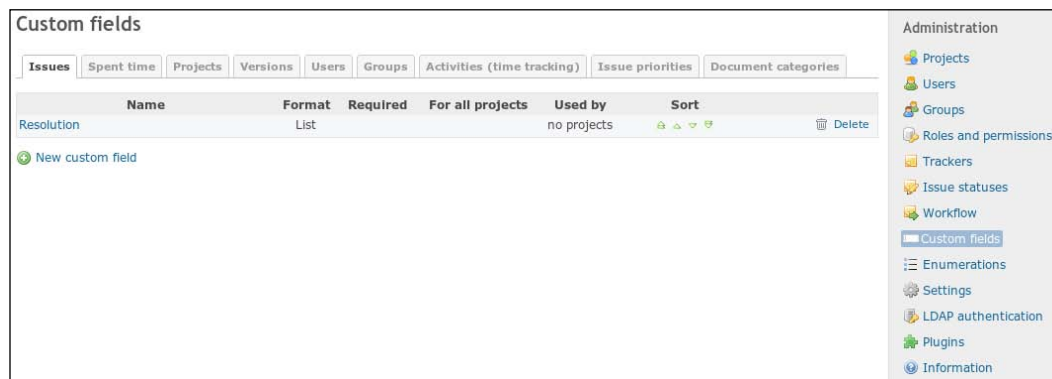 Custom fields
Issues Spent time Projects Versions Users Groups Activities (time tracking) Issue priorities Document categories
Name Format Required For all projects Used by Sort
Resolution List no projects Delete
New custom field
Administration
Projects
Users
Groups
Roles and permissions
Trackers
Issue statuses
Workflow
Custom fields
Enumerations
Settings
LDAP authentication
Plugins
Information